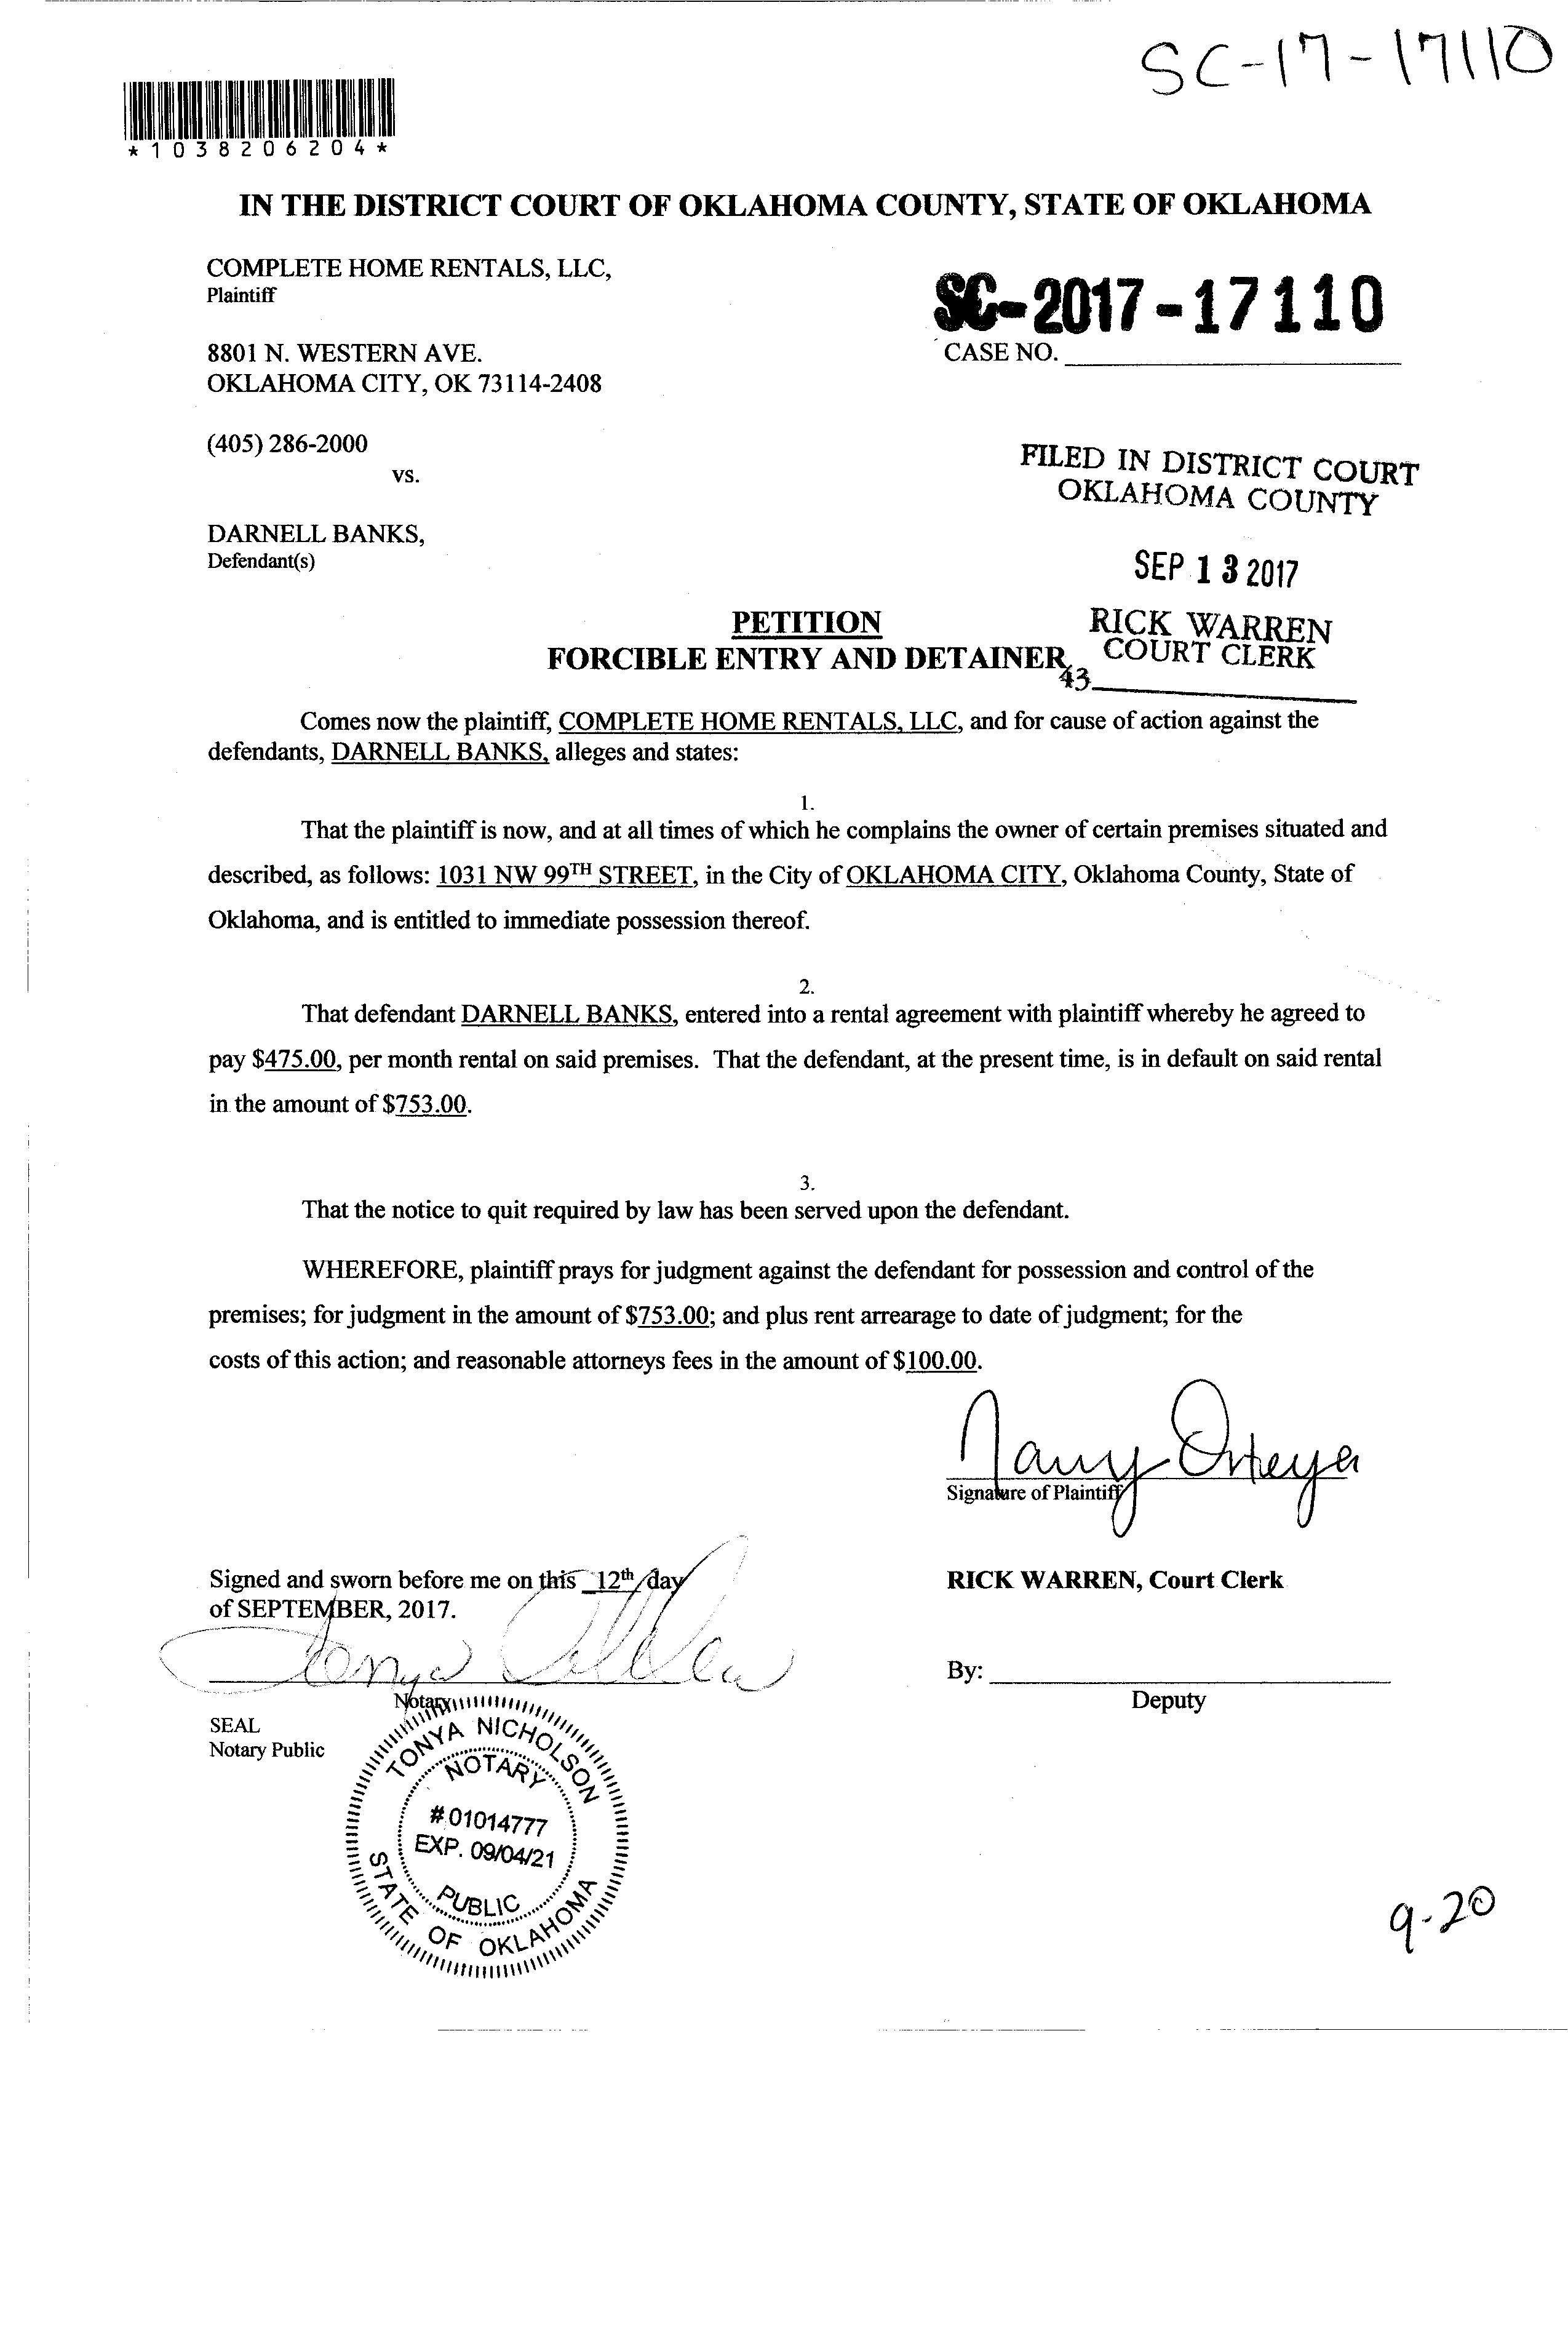 SC-17-17110
*1038206204*
IN THE DISTRICT COURT OF OKLAHOMA COUNTY, STATE OF OKLAHOMA
COMPLETE HOME RENTALS, LLC,
Plaintiff
SC-2017-17110
CASE NO.
8801 N. WESTERN AVE.
OKLAHOMA CITY, OK 73114-2408
(405) 286-2000
vs.
FILED IN DISTRICT COURT
OKLAHOMA COUNTY
DARNELL BANKS,
Defendant(s)
SEP 13 2017
PETITION
FORCIBLE ENTRY AND DETAINER
RICK WARREN
COURT CLERK
43
Comes now the plaintiff, COMPLETE HOME RENTALS, LLC, and for cause of action against the
defendants, DARNELL BANKS, alleges and states:
1.
That the plaintiff is now, and at all times of which he complains the owner of certain premises situated and
described, as follows: 1031 NW 99TH STREET, in the City of OKLAHOMA CITY, Oklahoma County, State of
Oklahoma, and is entitled to immediate possession thereof.
2.
That defendant DARNELL BANKS, entered into a rental agreement with plaintiff whereby he agreed to
pay $475.00, per month rental on said premises. That the defendant, at the present time, is in default on said rental
in the amount of $753.00.
3.
That the notice to quit required by law has been served upon the defendant.
WHEREFORE, plaintiff prays for judgment against the defendant for possession and control of the
premises; for judgment in the amount of $753.00; and plus rent arrearage to date of judgment; for the
costs of this action; and reasonable attorneys fees in the amount of $100.00.
Signature of Plaintiff
Signed and sworn before me on this 12th day
of SEPTEMBER, 2017.
RICK WARREN, Court Clerk
By:
Deputy
Notary
SEAL
Notary Public
TONYA NICHOLSON
NOTARY
#01014777
EXP. 09/04/21
PUBLIC
STATE OF OKLAHOMA
9-20